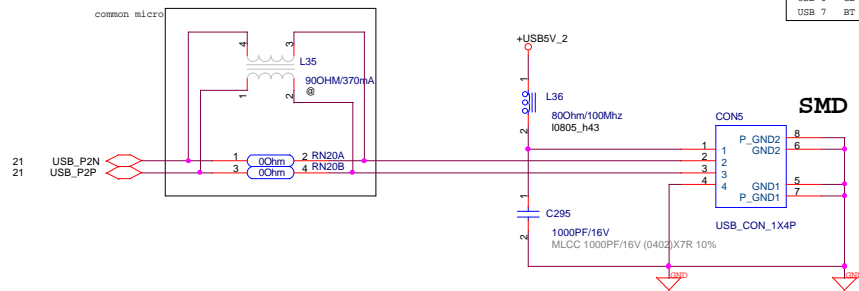 common micro
USB 7 BT
4 3
L35
90OHM/370mA
@
1 2
+USB5V_2
1
L36
80Ohm/100Mhz
l0805_h43
2
SMD
CON5
21 USB_P2N 1 0Ohm 2 RN20A
21 USB_P2P 3 0Ohm 4 RN20B
1 1 P_GND2 8
2 2 GND2 6
3 3
4 4 GND1 5
P_GND1 7
USB_CON_1X4P
1
C295
1000PF/16V
2
MLCC 1000PF/16V (0402)X7R 10%
GND GND